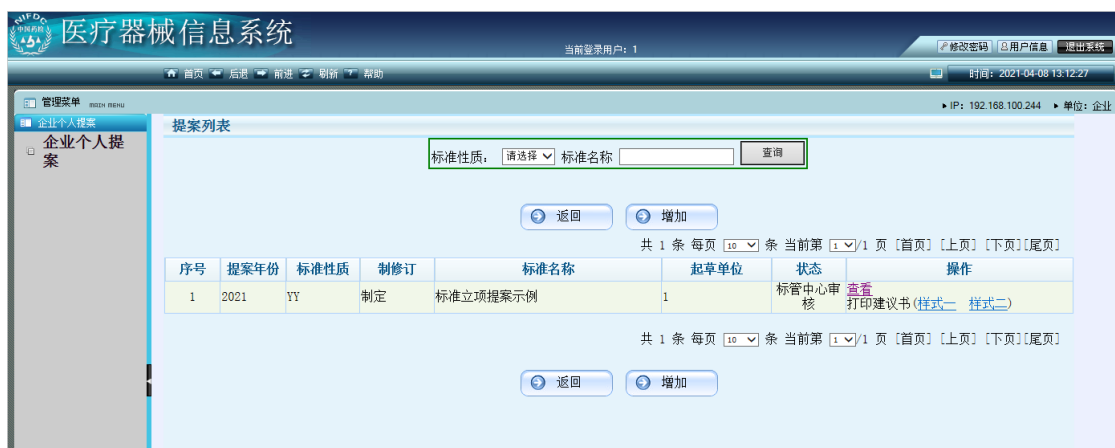 NIFDC
中国药检
医疗器械信息系统
当前登录用户: 1
修改密码 用户信息 退出系统
首页 后退 前进 刷新 帮助
时间: 2021-04-08 13:12:27
管理菜单 MAIN MENU
IP: 192.168.100.244 单位: 企业
企业个人提案
企业个人提
案
提案列表
标准性质: 请选择 标准名称 查询
返回 增加
共 1 条 每页 10 条 当前第 1 /1 页 [首页] [上页] [下页][尾页]
序号 提案年份 标准性质 制修订 标准名称 起草单位 状态 操作
1 2021 YY 制定 标准立项提案示例 1 标管中心审 查看
核 打印建议书(样式一 样式二)
共 1 条 每页 10 条 当前第 1 /1 页 [首页] [上页] [下页][尾页]
返回 增加